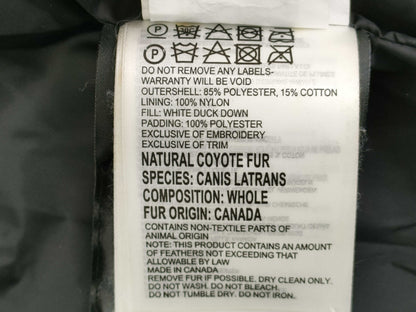 DO NOT REMOVE ANY LABELS-
WARRANTY WILL BE VOID
OUTERSHELL: 85% POLYESTER, 15% COTTON
LINING: 100% NYLON
FILL: WHITE DUCK DOWN
PADDING: 100% POLYESTER
EXCLUSIVE OF EMBROIDERY
EXCLUSIVE OF TRIM
NATURAL COYOTE FUR
SPECIES: CANIS LATRANS
COMPOSITION: WHOLE
FUR ORIGIN: CANADA
CONTAINS NON-TEXTILE PARTS OF
ANIMAL ORIGIN
NOTE: THIS PRODUCT CONTAINS AN AMOUNT
OF FEATHERS NOT EXCEEDING THAT
ALLOWABLE BY LAW
MADE IN CANADA
REMOVE FUR IF POSSIBLE. DRY CLEAN ONLY.
DO NOT WASH. DO NOT BLEACH.
DO NOT TUMBLE DRY. DO NOT IRON.